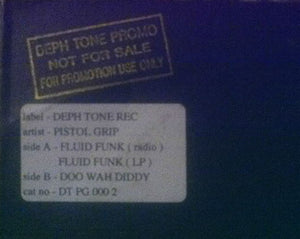 DEPH TONE PROMO
NOT FOR SALE
FOR PROMOTION USE ONLY
label - DEPH TONE REC
artist - PISTOL GRIP
side A - FLUID FUNK ( radio )
FLUID FUNK ( LP )
side B - DOO WAH DIDDY
cat no - DT PG 000 2